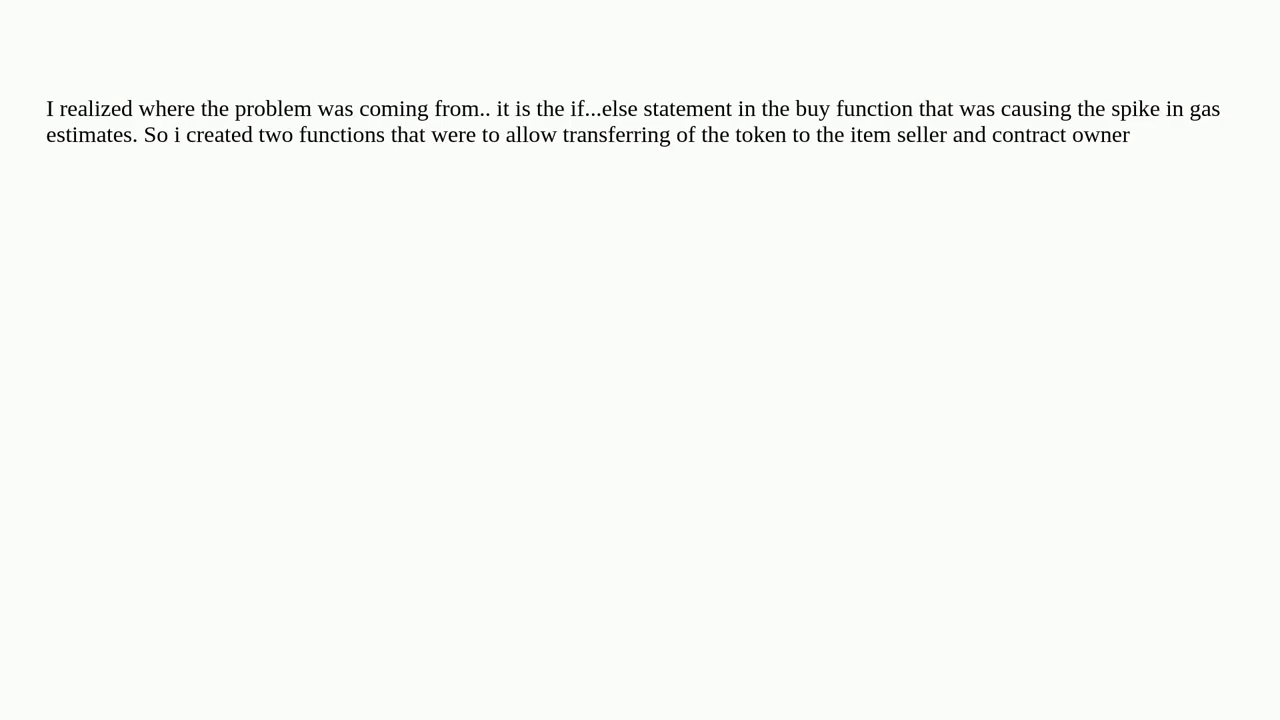 I realized where the problem was coming from.. it is the if...else statement in the buy function that was causing the spike in gas
estimates. So i created two functions that were to allow transferring of the token to the item seller and contract owner